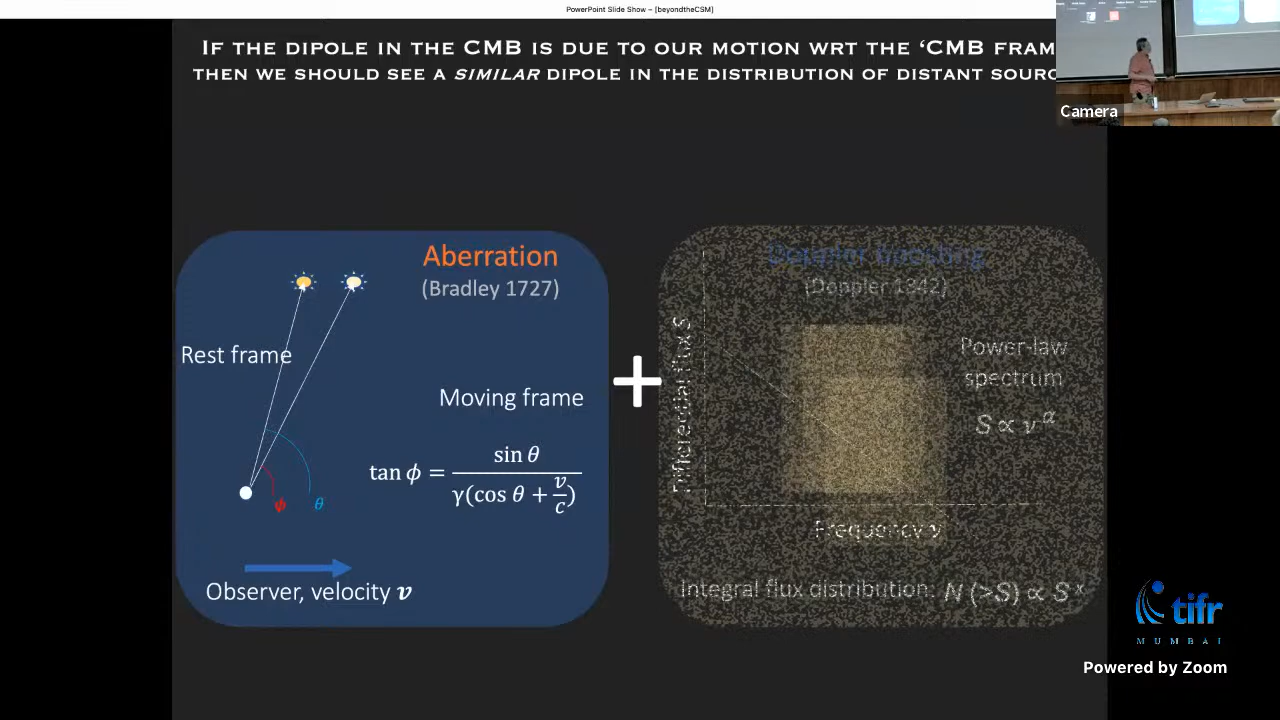 PowerPoint Slide Show - [beyondtheCSM]
IF THE DIPOLE IN THE CMB IS DUE TO OUR MOTION WRT THE ‘CMB FRAM
THEN WE SHOULD SEE A SIMILAR DIPOLE IN THE DISTRIBUTION OF DISTANT SOURC
Camera
Aberration
(Bradley 1727)
Rest frame
Moving frame
tan ϕ = sin θ / γ(cos θ + v/c)
ϕ
θ
Observer, velocity v
+
Doppler boosting
(Doppler 1842)
Differential flux S
Power-law
spectrum
S ∝ ν^α
Frequency ν
Integral flux distribution: N (>S) ∝ S^-x
tifr
MUMBAI
Powered by Zoom